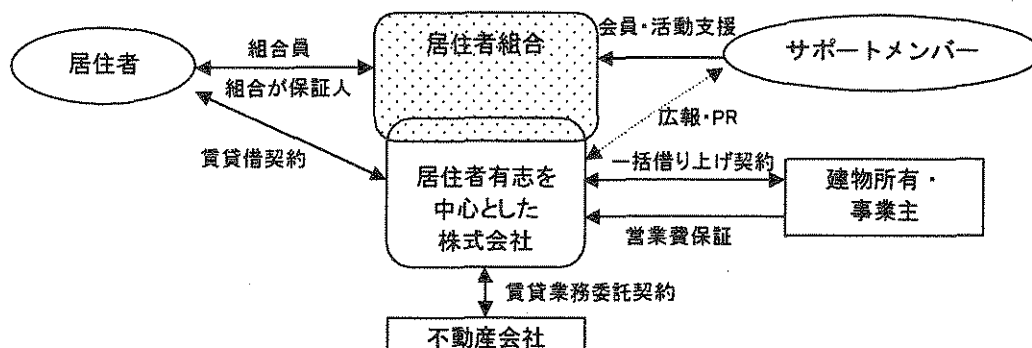 居住者
組合員
組合が保証人
居住者組合
会員・活動支援
サポートメンバー
広報・PR
賃貸借契約
居住者有志を
中心とした
株式会社
一括借り上げ契約
営業費保証
建物所有・
事業主
賃貸業務委託契約
不動産会社